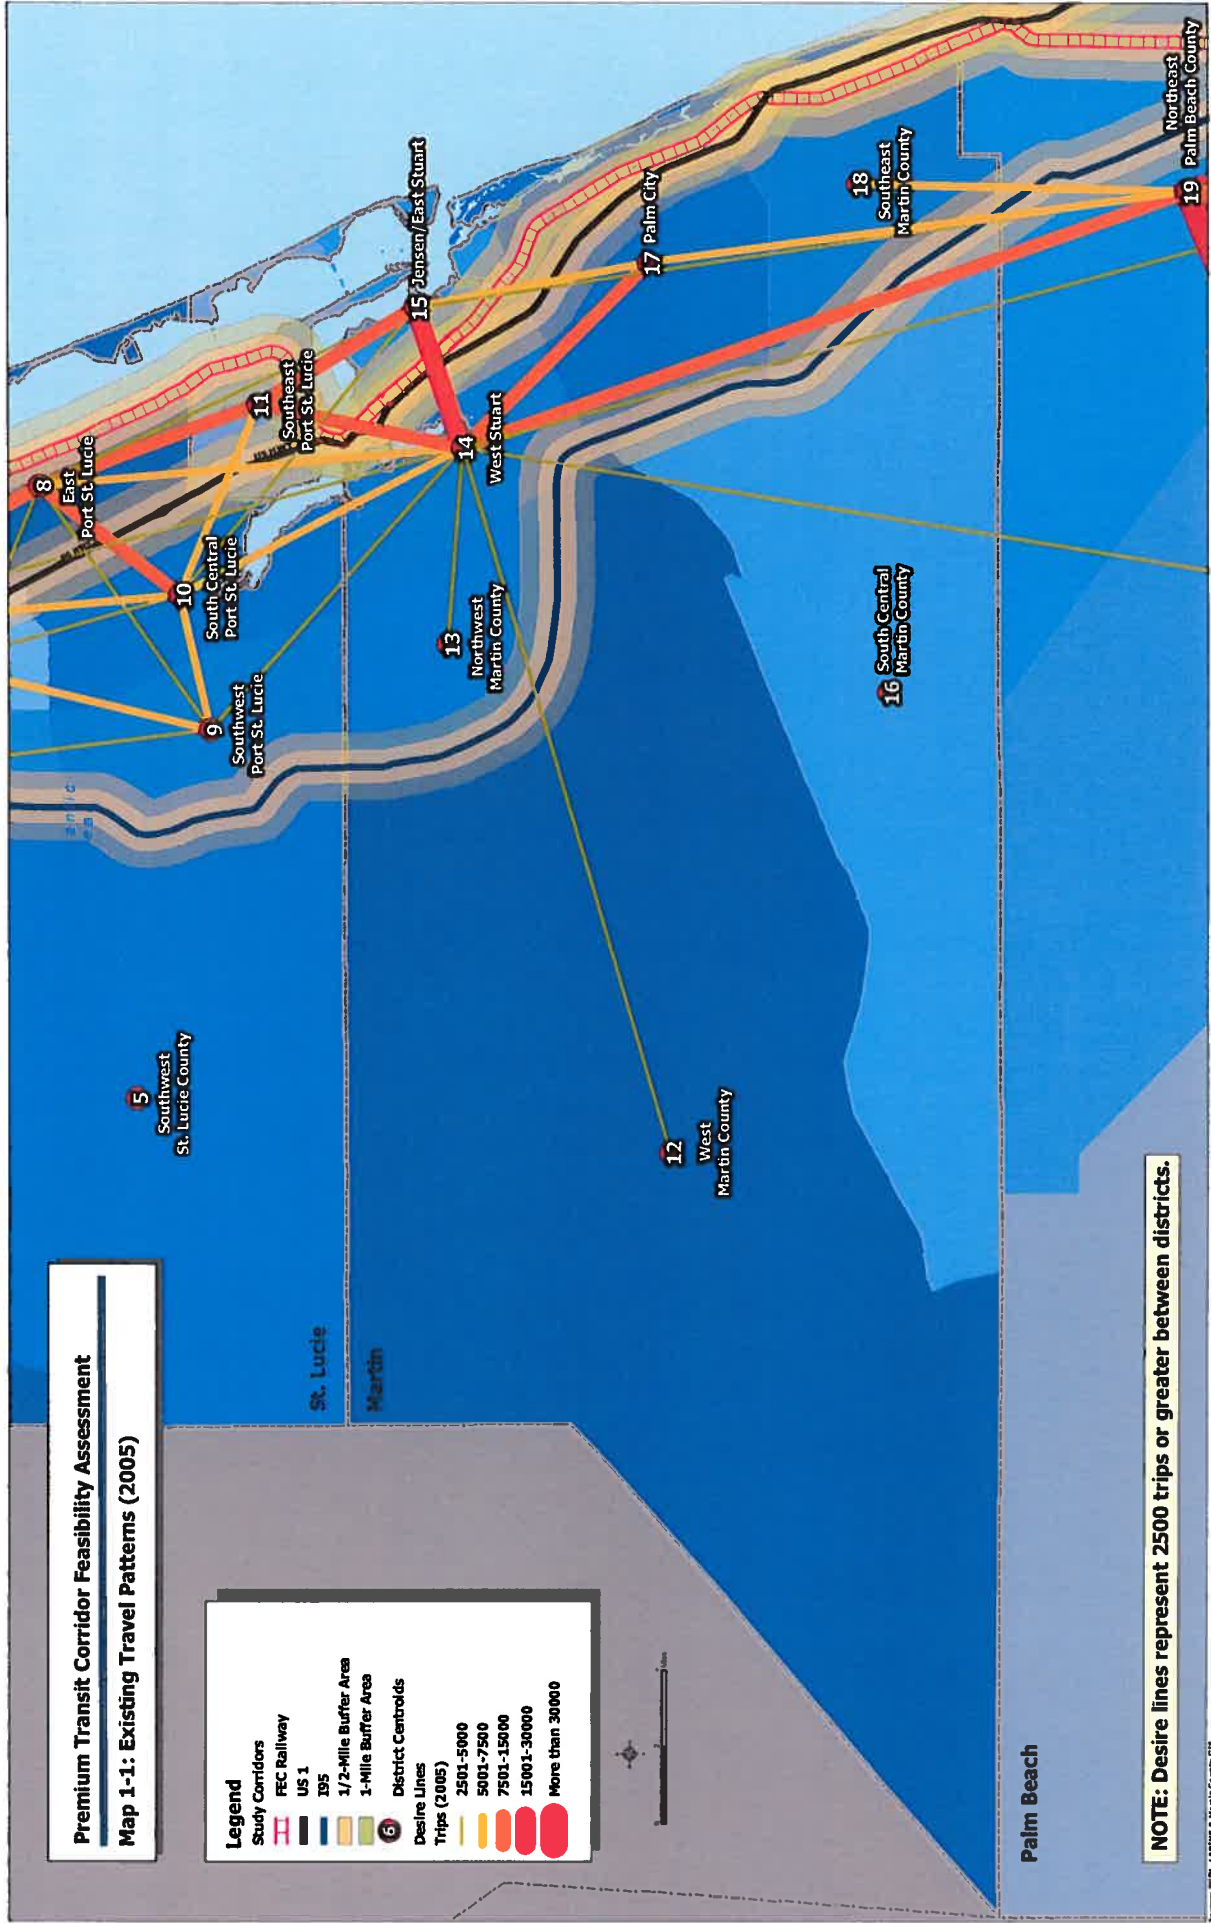 Premium Transit Corridor Feasibility Assessment
Map 1-1: Existing Travel Patterns (2005)
Legend
Study Corridors
FEC Railway
US 1
I95
1/2-Mile Buffer Area
1-Mile Buffer Area
6
District Centroids
Desire Lines
Trips (2005)
2501-5000
5001-7500
7501-15000
15001-30000
More than 30000
St. Lucie
Martin
Palm Beach
5
Southwest
St. Lucie County
8
East
Port St. Lucie
9
Southwest
Port St. Lucie
10
South Central
Port St. Lucie
11
Southeast
Port St. Lucie
12
West
Martin County
13
Northwest
Martin County
14
West Stuart
15 Jensen/East Stuart
16 South Central
Martin County
17 Palm City
18
Southeast
Martin County
19
Northeast
Palm Beach County
NOTE: Desire lines represent 2500 trips or greater between districts.